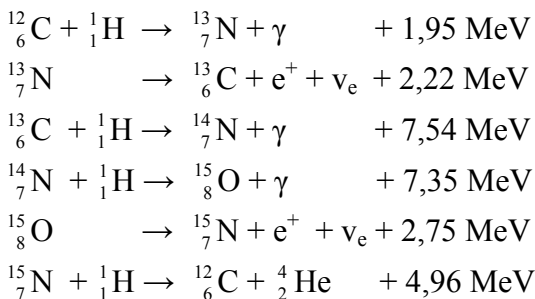 ¹²₆C + ¹₁H → ¹³₇N + γ + 1,95 MeV
¹³₇N → ¹³₆C + e⁺ + νₑ + 2,22 MeV
¹³₆C + ¹₁H → ¹⁴₇N + γ + 7,54 MeV
¹⁴₇N + ¹₁H → ¹⁵₈O + γ + 7,35 MeV
¹⁵₈O → ¹⁵₇N + e⁺ + νₑ + 2,75 MeV
¹⁵₇N + ¹₁H → ¹²₆C + ⁴₂He + 4,96 MeV